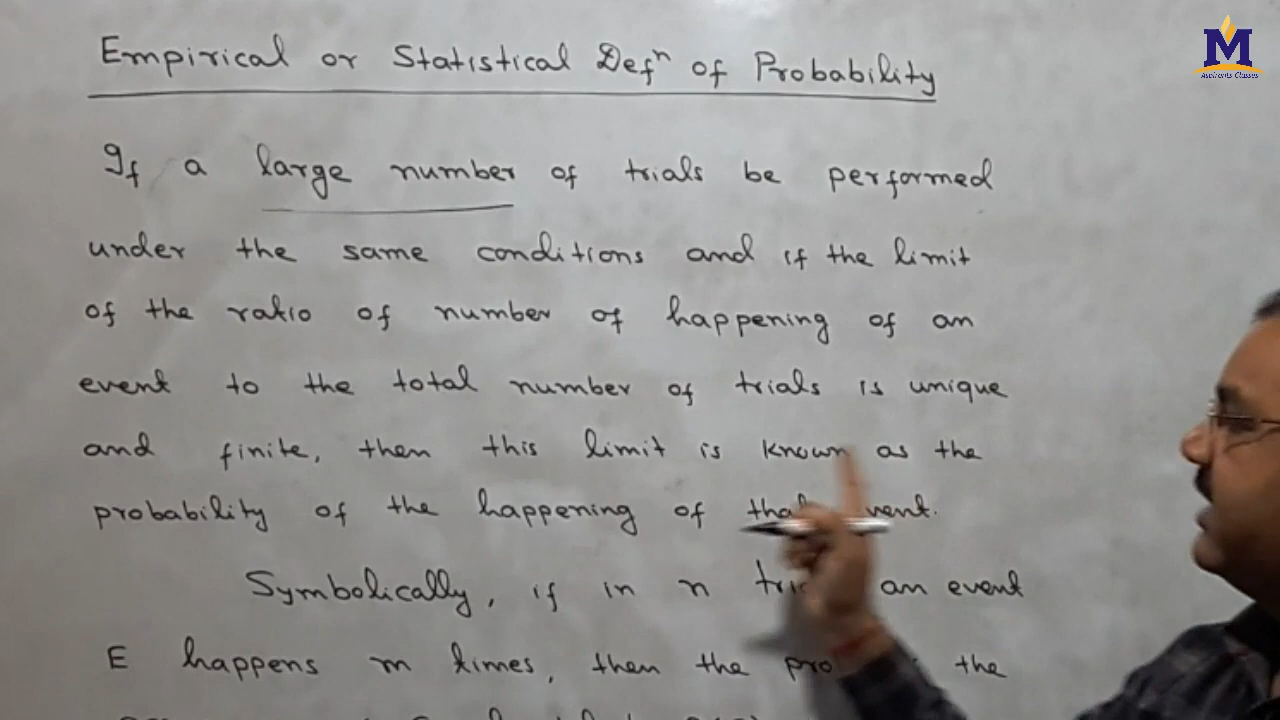 Empirical or Statistical Defⁿ of Probability
M
Aspirants Classes
If a large number of trials be performed
under the same conditions and if the limit
of the ratio of number of happening of an
event to the total number of trials is unique
and finite, then this limit is known as the
probability of the happening of
Symbolically, if in n an event
E happens m times, then the the